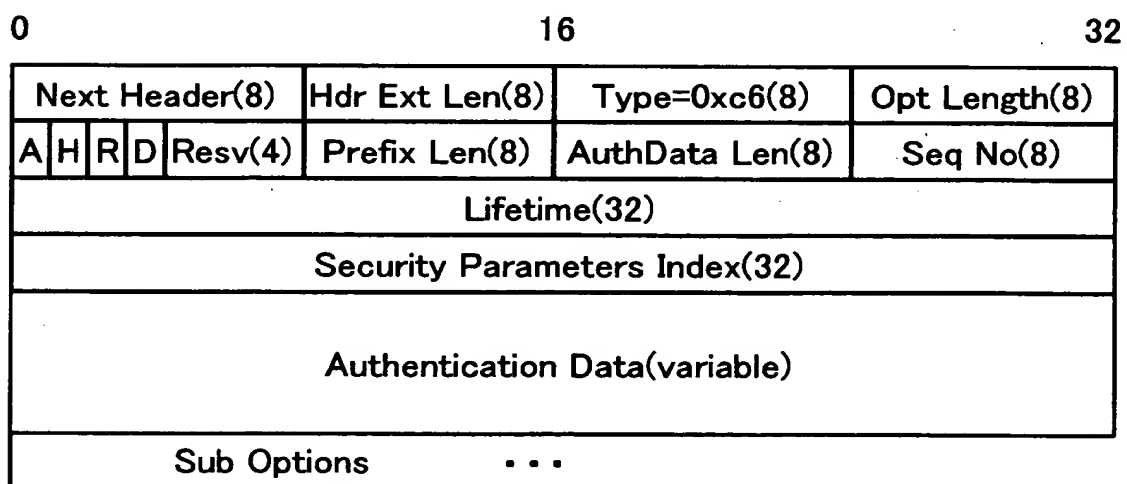 0 16 32
Next Header(8) Hdr Ext Len(8) Type=0xc6(8) Opt Length(8)
A H R D Resv(4) Prefix Len(8) AuthData Len(8) Seq No(8)
Lifetime(32)
Security Parameters Index(32)
Authentication Data(variable)
Sub Options ...